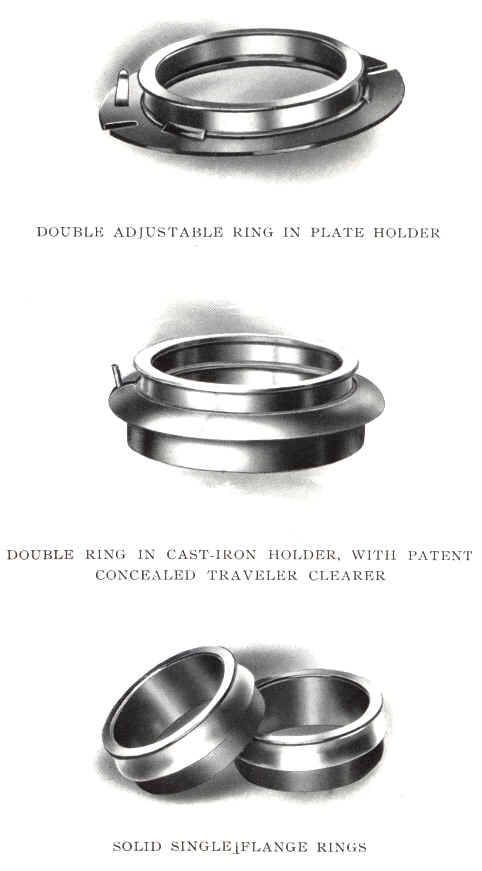 DOUBLE ADJUSTABLE RING IN PLATE HOLDER
DOUBLE RING IN CAST-IRON HOLDER, WITH PATENT
CONCEALED TRAVELER CLEARER
SOLID SINGLE FLANGE RINGS